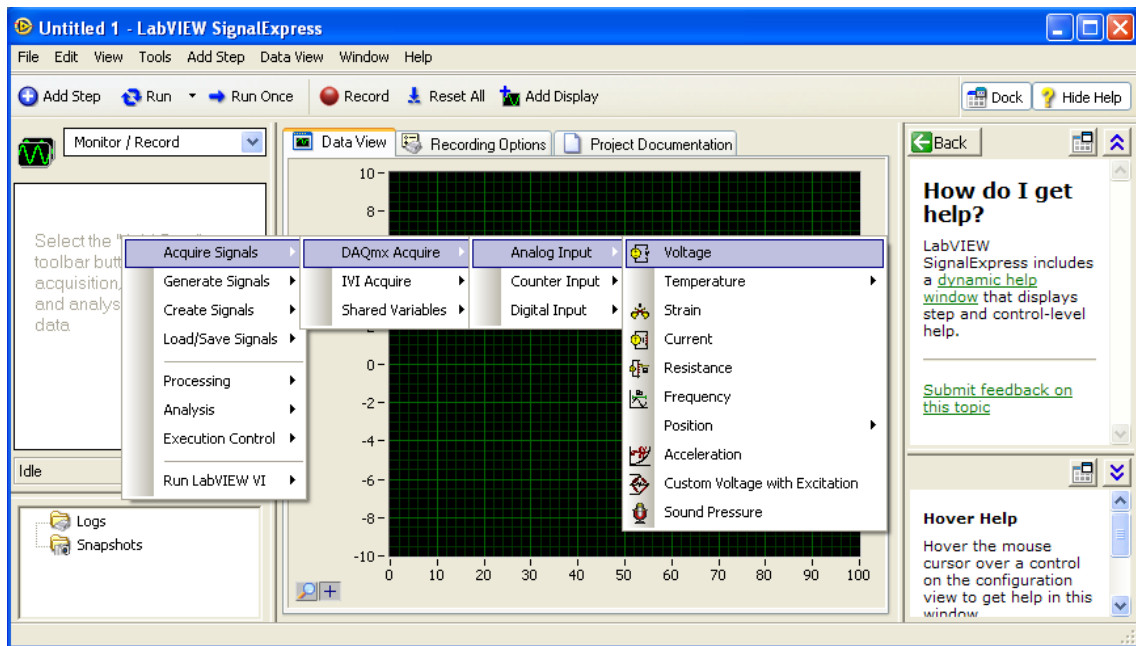 Untitled 1 - LabVIEW SignalExpress
File Edit View Tools Add Step Data View Window Help
Add Step Run Run Once Record Reset All Add Display Dock Hide Help
Monitor / Record
Data View Recording Options Project Documentation
Back
Select the
toolbar
acquisition,
and
data
Acquire Signals
Generate Signals
Create Signals
Load/Save Signals
Processing
Analysis
Execution Control
Run LabVIEW VI
DAQmx Acquire
IVI Acquire
Shared Variables
Analog Input
Counter Input
Digital Input
Voltage
Temperature
Strain
Current
Resistance
Frequency
Position
Acceleration
Custom Voltage with Excitation
Sound Pressure
10
8
0
-2
-4
-6
-8
-10
0 10 20 30 40 50 60 70 80 90 100
Idle
Logs
Snapshots
How do I get
help?
LabVIEW
SignalExpress includes
a dynamic help
window that displays
step and control-level
help.
Submit feedback on
this topic
Hover Help
Hover the mouse
cursor over a control
on the configuration
view to get help in this
window